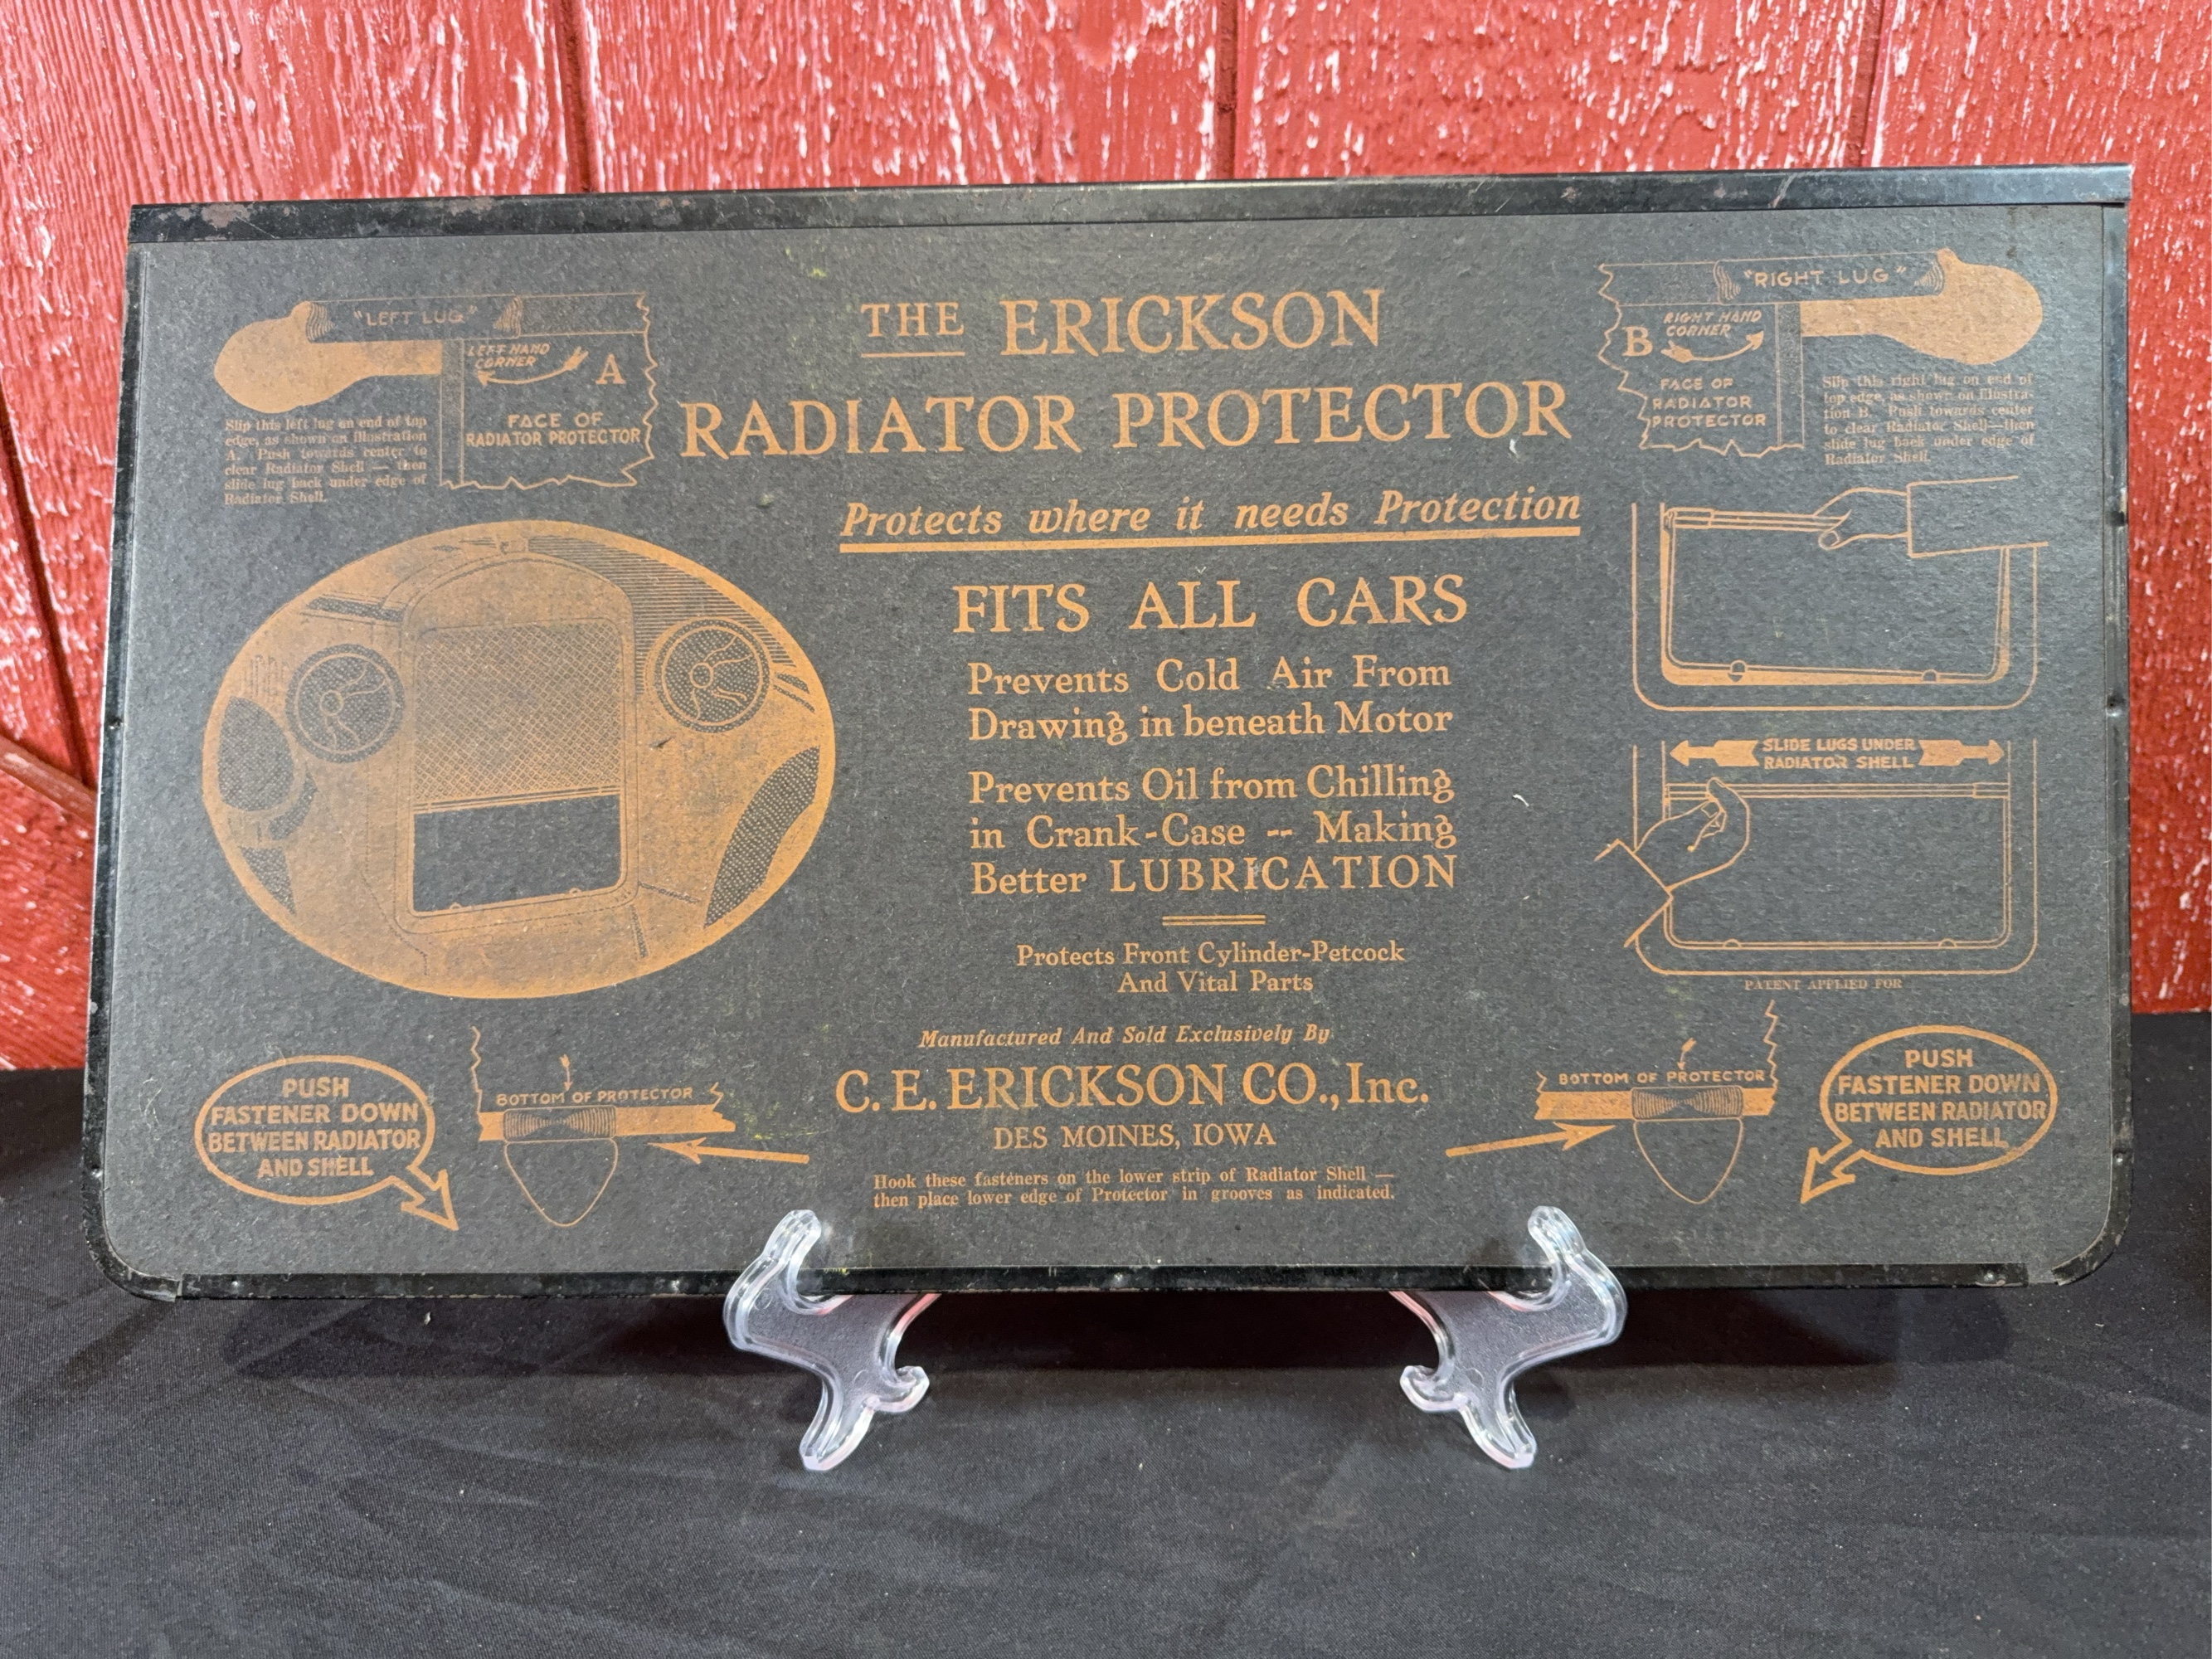 "LEFT LUG"
LEFT HAND
CORNER
A
FACE OF
RADIATOR PROTECTOR
Slip this left lug on end of top
edge, as shown on Illustration
A. Push towards center to
clear Radiator Shell — then
slide lug back under edge of
Radiator Shell.
THE ERICKSON
RADIATOR PROTECTOR
Protects where it needs Protection
FITS ALL CARS
Prevents Cold Air From
Drawing in beneath Motor
Prevents Oil from Chilling
in Crank-Case -- Making
Better LUBRICATION
Protects Front Cylinder-Petcock
And Vital Parts
Manufactured And Sold Exclusively By
C. E. ERICKSON CO., Inc.
DES MOINES, IOWA
Hook these fasteners on the lower strip of Radiator Shell —
then place lower edge of Protector in grooves as indicated.
"RIGHT LUG"
RIGHT HAND
CORNER
B
FACE OF
RADIATOR
PROTECTOR
Slip this right lug on end of
top edge, as shown on Illustra-
tion B. Push towards center
to clear Radiator Shell—then
slide lug back under edge of
Radiator Shell.
SLIDE LUGS UNDER
RADIATOR SHELL
PATENT APPLIED FOR
PUSH
FASTENER DOWN
BETWEEN RADIATOR
AND SHELL
BOTTOM OF PROTECTOR
BOTTOM OF PROTECTOR
PUSH
FASTENER DOWN
BETWEEN RADIATOR
AND SHELL